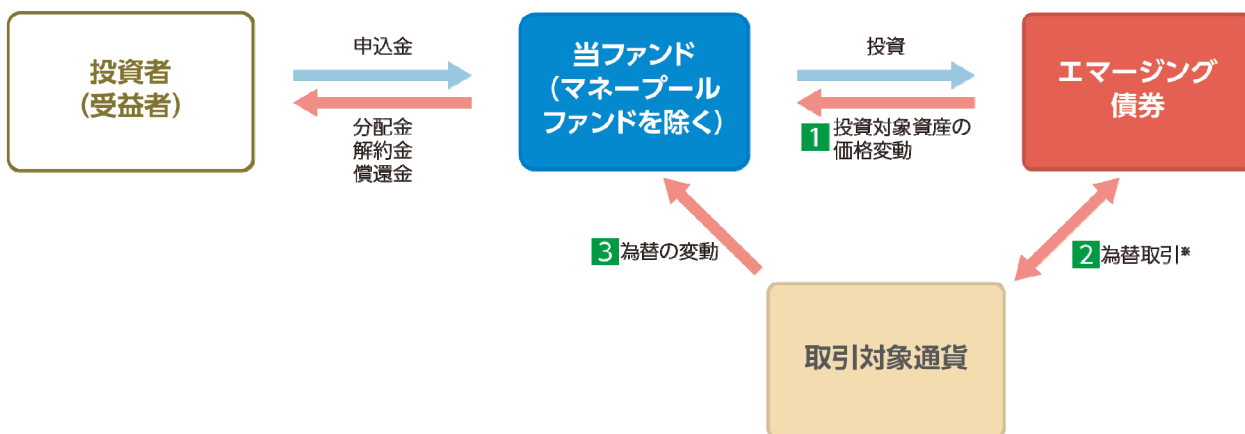 投資者
(受益者)
申込金
分配金
解約金
償還金
当ファンド
(マネープール
ファンドを除く)
投資
1 投資対象資産の
価格変動
エマージング
債券
3 為替の変動
2 為替取引※
取引対象通貨